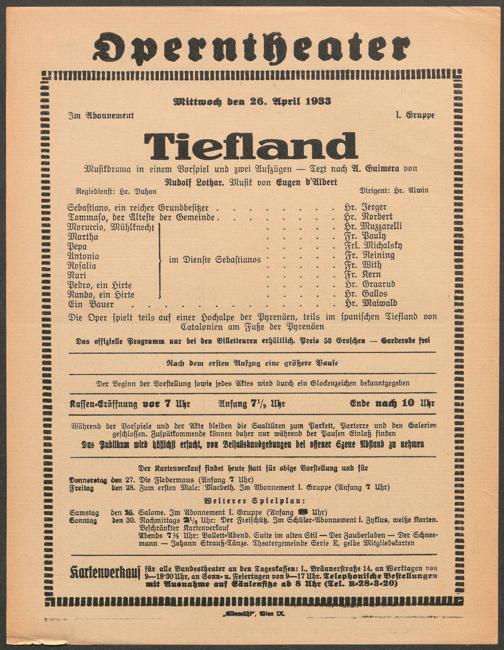 Operntheater
Mittwoch den 26. April 1933
Im Abonnement I. Gruppe
Tiefland
Musikdrama in einem Vorspiel und zwei Aufzügen — Text nach A. Guimera von
Rudolf Lothar. Musik von Eugen d'Albert
Regiedienst: Hr. Duhan Dirigent: Hr. Alwin
Sebastiano, ein reicher Grundbesitzer . . . . . . Hr. Jerger
Tommaso, der Älteste der Gemeinde . . . . . . . Hr. Norbert
Moruccio, Mühlknecht . . . . Hr. Muzzarelli
Martha . . . . Fr. Pauly
Pepa . . . . Frl. Michalsky
Antonia . . . . Fr. Reining
im Dienste Sebastianos
Rosalia . . . . Fr. With
Nuri . . . . Fr. Kern
Pedro, ein Hirte . . . . Hr. Graarud
Nando, ein Hirte . . . . Hr. Gallos
Ein Bauer . . . . . . . . Hr. Maiwald
Die Oper spielt teils auf einer Hochalpe der Pyrenäen, teils im spanischen Tiefland von
Catalonien am Fuße der Pyrenäen
Das offizielle Programm nur bei den Billetteuren erhältlich. Preis 50 Groschen — Garderobe frei
Nach dem ersten Aufzug eine größere Pause
Der Beginn der Vorstellung sowie jedes Aktes wird durch ein Glockenzeichen bekanntgegeben
Kassen-Eröffnung vor 7 Uhr Anfang 7½ Uhr Ende nach 10 Uhr
Während der Vorspiele und der Akte bleiben die Saaltüren zum Parkett, Parterre und den Galerien
geschlossen. Zuspätkommende können daher nur während der Pausen Einlaß finden
Das Publikum wird höflichst ersucht, von Beifallskundgebungen bei offener Szene Abstand zu nehmen
Der Kartenverkauf findet heute statt für obige Vorstellung und für
Donnerstag den 27. Die Fledermaus (Anfang 7 Uhr)
Freitag den 28. Zum ersten Male: Macbeth. Im Abonnement I. Gruppe (Anfang 7 Uhr)
Weiterer Spielplan:
Samstag den 29. Salome. Im Abonnement I. Gruppe (Anfang Uhr)
Sonntag den 30. Nachmittags 2½ Uhr: Der Freischütz. Im Schüler-Abonnement I. Zyklus, weiße Karten.
Beschränkter Kartenverkauf
Abends 7½ Uhr: Ballett-Abend. Suite im alten Stil — Der Zauberladen — Der Schneemann
— Johann Strauß-Tänze. Theatergemeinde Serie E, gelbe Mitgliedskarten
Kartenverkauf für alle Bundestheater an den Tageskassen: I., Bräunerstraße 14, an Werktagen von
9—18·30 Uhr, an Sonn- u. Feiertagen von 9—17 Uhr. Telephonische Bestellungen
mit Ausnahme auf Säulensitze ab 8 Uhr (Tel. R-28-3-20)
„Elbemühl", Wien IX.